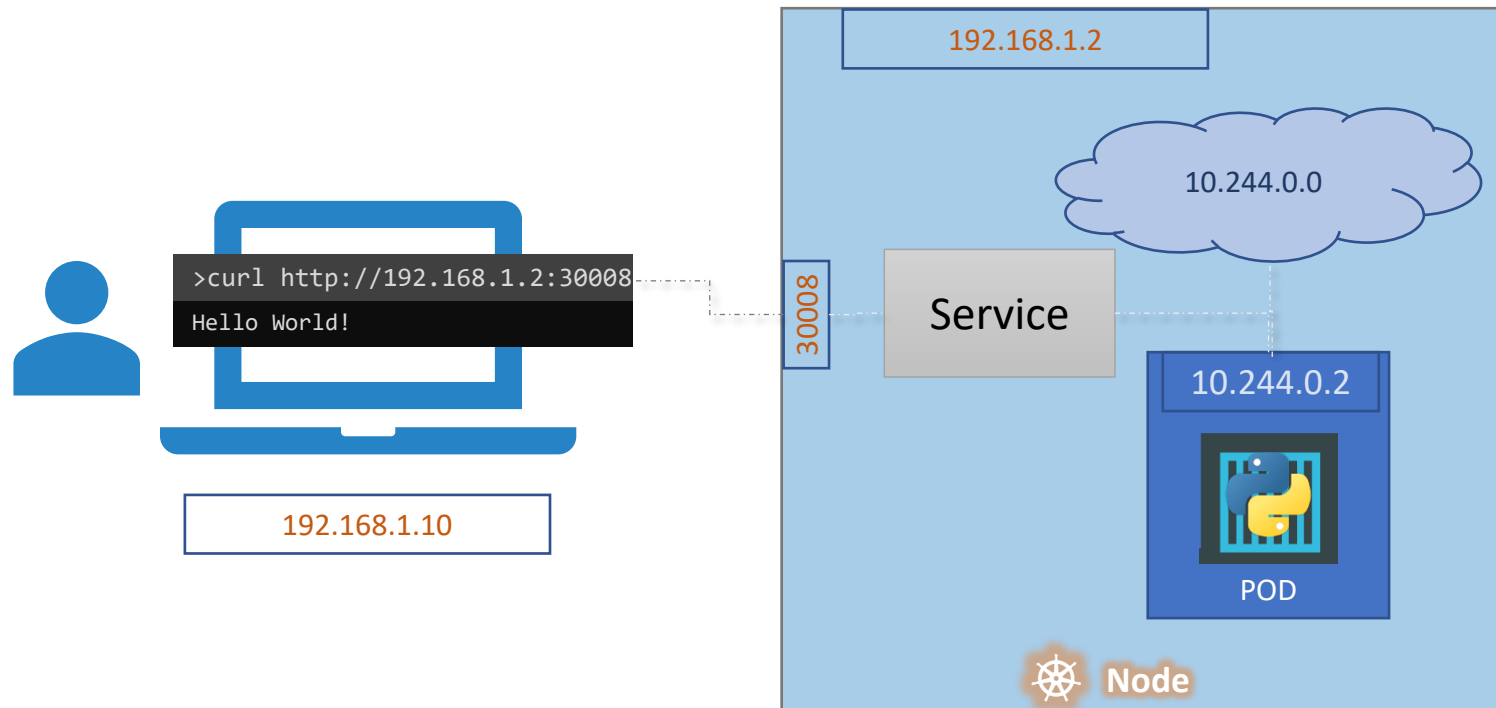 192.168.1.2
10.244.0.0
>curl http://192.168.1.2:30008
Hello World!
30008
Service
10.244.0.2
192.168.1.10
POD
Node